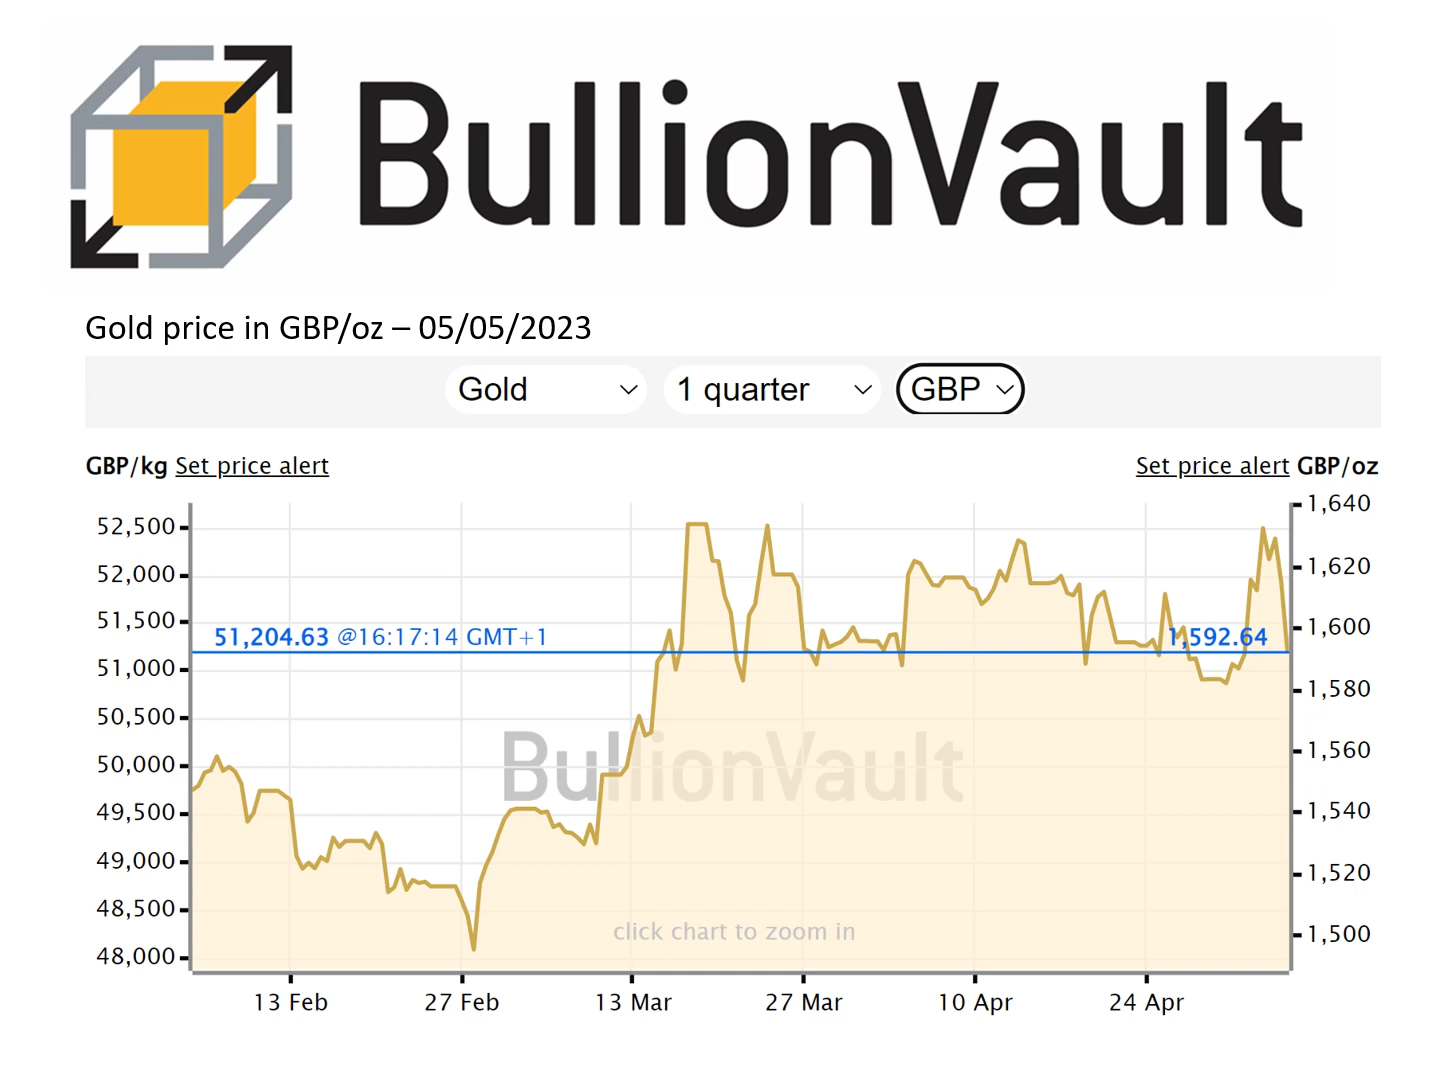 BullionVault
Gold price in GBP/oz – 05/05/2023
Gold 1 quarter GBP
GBP/kg Set price alert Set price alert GBP/oz
1,640
52,500
52,000 1,620
51,500
51,204.63 @16:17:14 GMT+1 1,592.64 1,600
51,000
1,580
50,500
50,000 BullionVault 1,560
49,500 1,540
49,000 1,520
48,500
click chart to zoom in 1,500
48,000
13 Feb 27 Feb 13 Mar 27 Mar 10 Apr 24 Apr